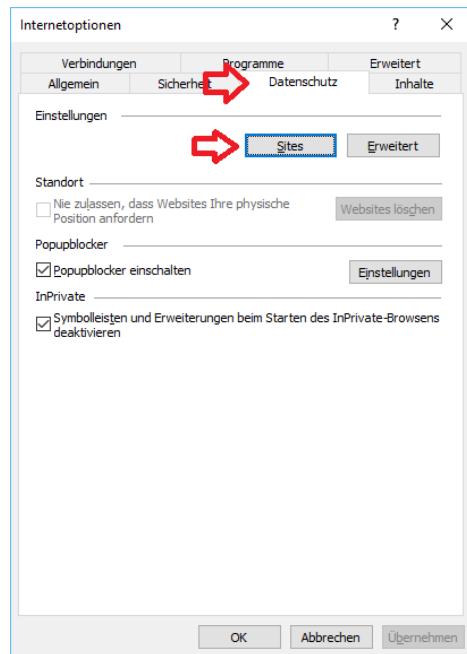 Internetoptionen
Verbindungen Programme Erweitert
Allgemein Sicherheit Datenschutz Inhalte
Einstellungen
Sites Erweitert
Standort
Nie zulassen, dass Websites Ihre physische
Position anfordern
Websites löschen
Popupblocker
Popupblocker einschalten
Einstellungen
InPrivate
Symbolleisten und Erweiterungen beim Starten des InPrivate-Browsens
deaktivieren
OK Abbrechen Übernehmen